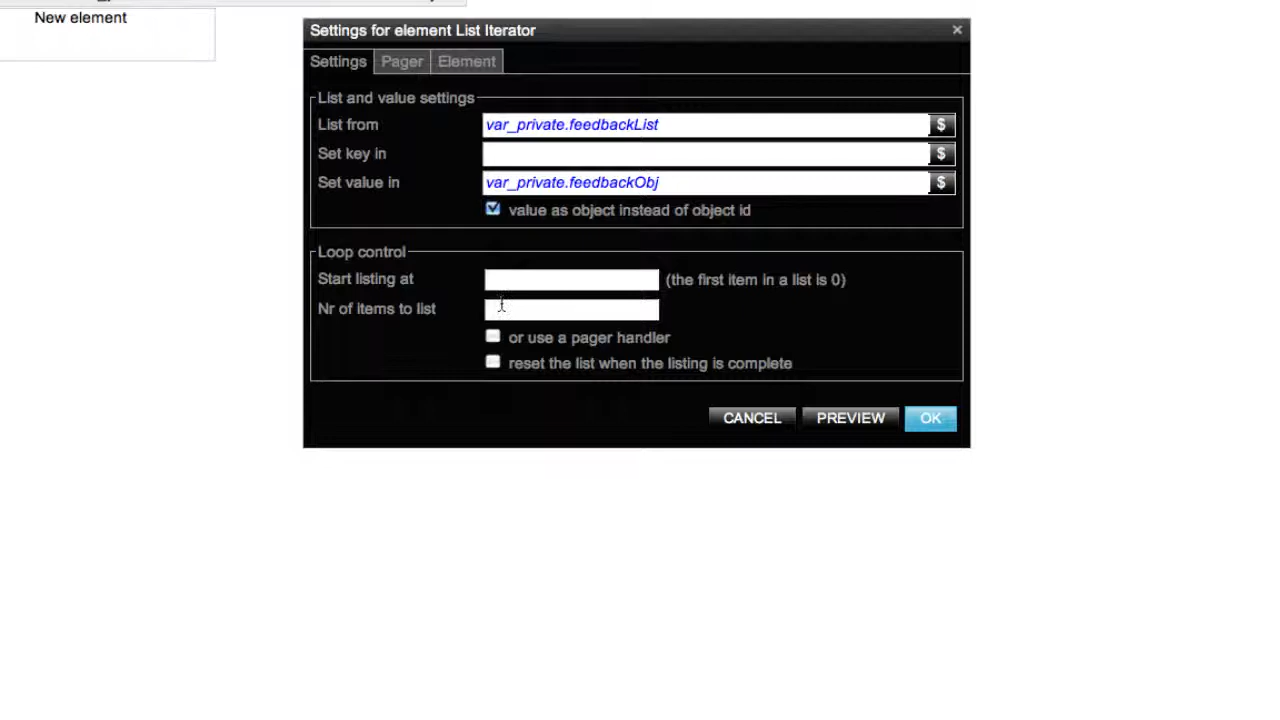 New element
Settings for element List Iterator
Settings Pager Element
List and value settings
List from var_private.feedbackList $
Set key in $
Set value in var_private.feedbackObj $
value as object instead of object id
Loop control
Start listing at (the first item in a list is 0)
Nr of items to list
or use a pager handler
reset the list when the listing is complete
CANCEL PREVIEW OK